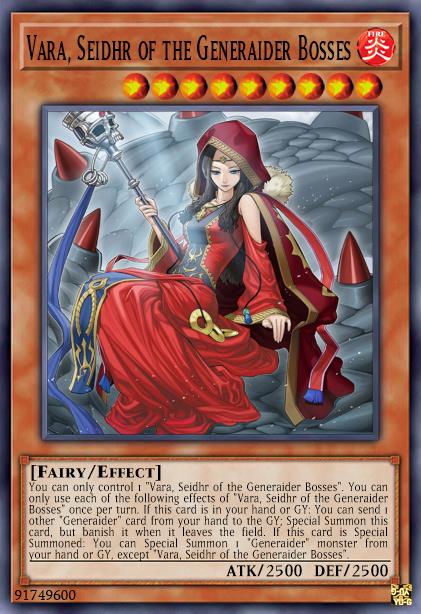 Vara, Seidhr of the Generaider Bosses
FIRE
炎
[Fairy/Effect]
You can only control 1 "Vara, Seidhr of the Generaider Bosses". You can
only use each of the following effects of "Vara, Seidhr of the Generaider
Bosses" once per turn. If this card is in your hand or GY: You can send 1
other "Generaider" card from your hand to the GY; Special Summon this
card, but banish it when it leaves the field. If this card is Special
Summoned: You can Special Summon 1 "Generaider" monster from
your hand or GY, except "Vara, Seidhr of the Generaider Bosses".
ATK/2500 DEF/2500
91749600